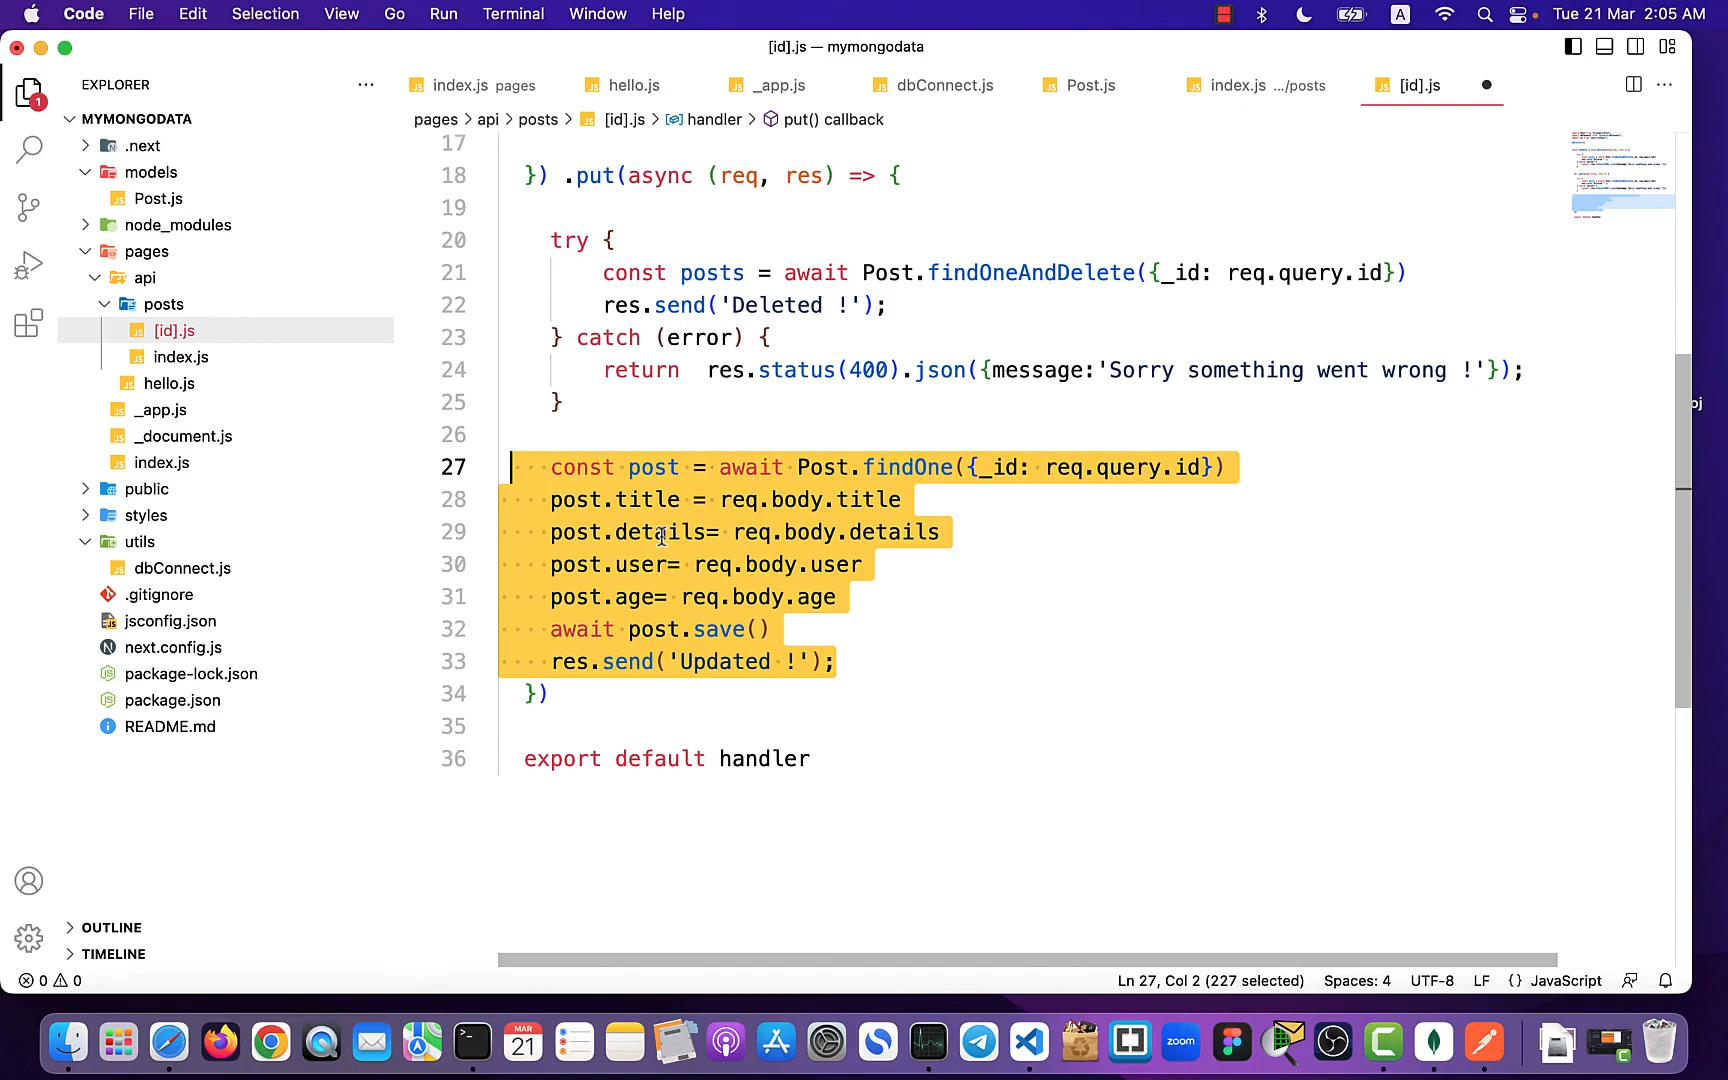 Code File Edit Selection View Go Run Terminal Window Help A Tue 21 Mar 2:05 AM
[id].js — mymongodata
EXPLORER
1
index.js pages hello.js _app.js dbConnect.js Post.js index.js .../posts [id].js
MYMONGODATA
pages > api > posts > [id].js > handler > put() callback
.next
models
Post.js
node_modules
pages
api
posts
[id].js
index.js
hello.js
_app.js
_document.js
index.js
public
styles
utils
dbConnect.js
.gitignore
jsconfig.json
next.config.js
package-lock.json
package.json
README.md
OUTLINE
TIMELINE
17
18 }) .put(async (req, res) => {
19
20 try {
21 const posts = await Post.findOneAndDelete({_id: req.query.id})
22 res.send('Deleted !');
23 } catch (error) {
24 return res.status(400).json({message:'Sorry something went wrong !'});
25 }
26
27 const post = await Post.findOne({_id: req.query.id})
28 post.title = req.body.title
29 post.details= req.body.details
30 post.user= req.body.user
31 post.age= req.body.age
32 await post.save()
33 res.send('Updated !');
34 })
35
36 export default handler
oj
0 0 Ln 27, Col 2 (227 selected) Spaces: 4 UTF-8 LF {} JavaScript
MAR
21
zoom